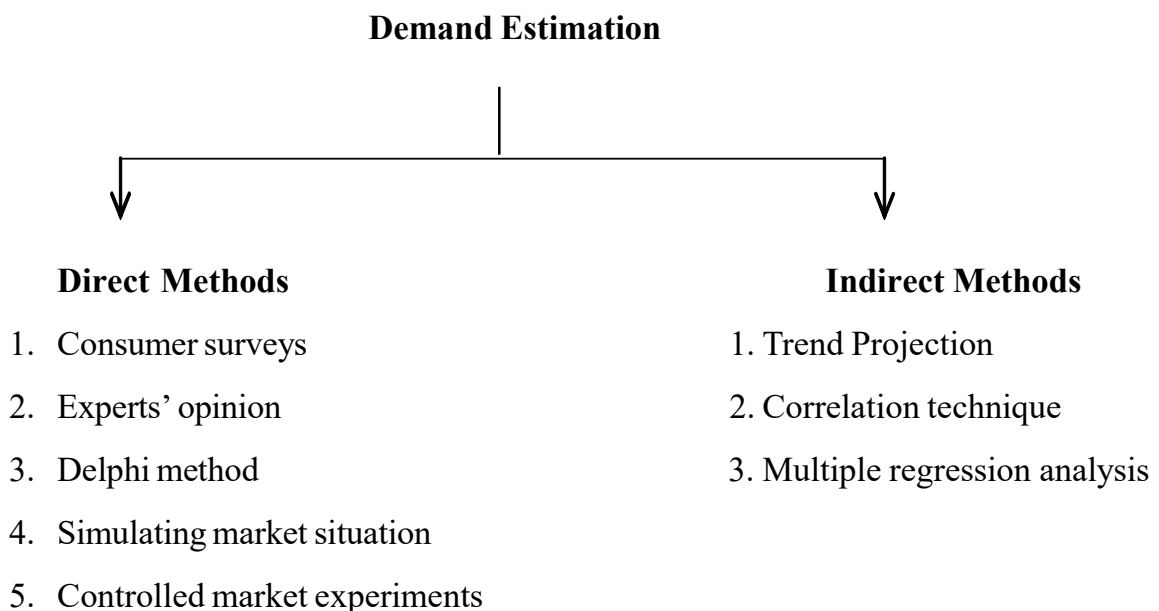 Demand Estimation
Direct Methods
1. Consumer surveys
2. Experts’ opinion
3. Delphi method
4. Simulating market situation
5. Controlled market experiments
Indirect Methods
1. Trend Projection
2. Correlation technique
3. Multiple regression analysis